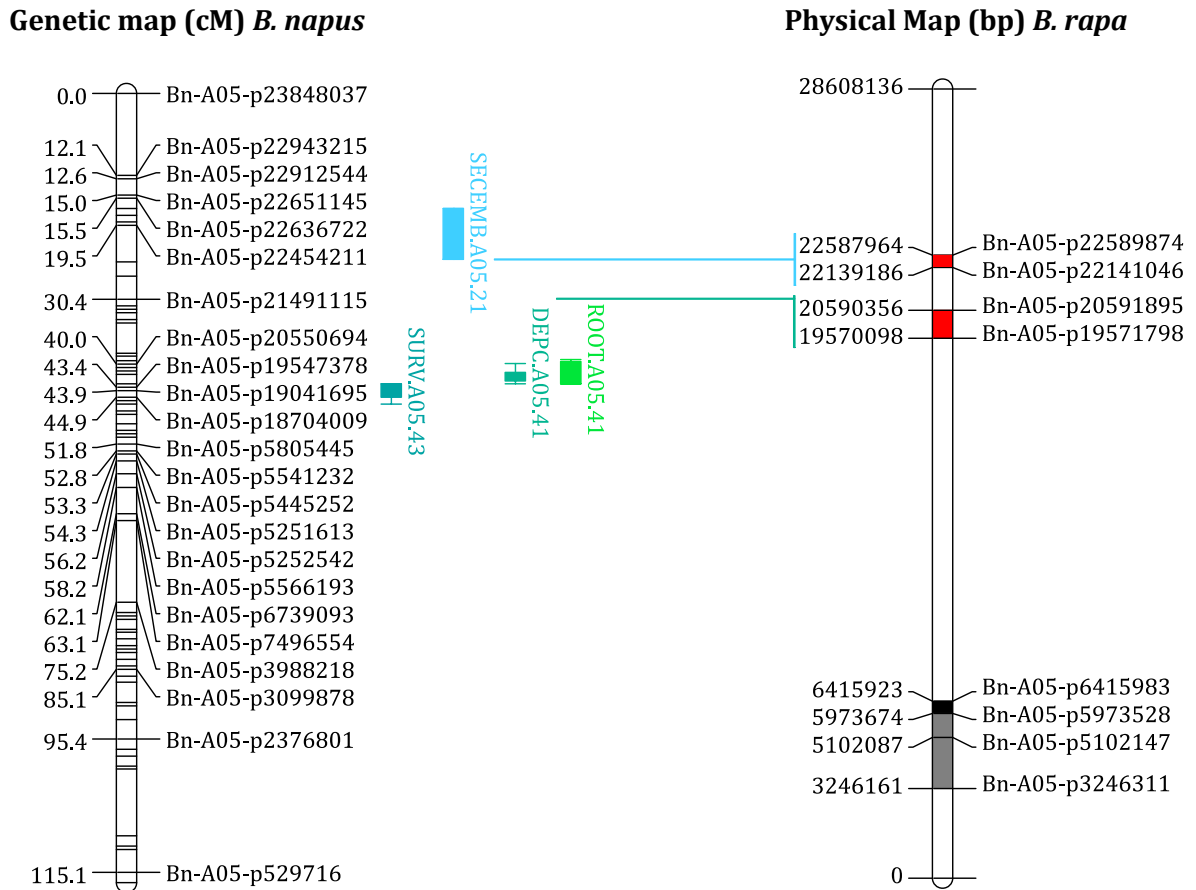 Genetic map (cM) B. napus
0.0 Bn-A05-p23848037
12.1 Bn-A05-p22943215
12.6 Bn-A05-p22912544
15.0 Bn-A05-p22651145
15.5 Bn-A05-p22636722
19.5 Bn-A05-p22454211
30.4 Bn-A05-p21491115
40.0 Bn-A05-p20550694
43.4 Bn-A05-p19547378
43.9 Bn-A05-p19041695
44.9 Bn-A05-p18704009
51.8 Bn-A05-p5805445
52.8 Bn-A05-p5541232
53.3 Bn-A05-p5445252
54.3 Bn-A05-p5251613
56.2 Bn-A05-p5252542
58.2 Bn-A05-p5566193
62.1 Bn-A05-p6739093
63.1 Bn-A05-p7496554
75.2 Bn-A05-p3988218
85.1 Bn-A05-p3099878
95.4 Bn-A05-p2376801
115.1 Bn-A05-p529716
SURV.A05.43
SECEMB.A05.21
DEPC.A05.41
ROOT.A05.41
Physical Map (bp) B. rapa
28608136
22587964 Bn-A05-p22589874
22139186 Bn-A05-p22141046
20590356 Bn-A05-p20591895
19570098 Bn-A05-p19571798
6415923 Bn-A05-p6415983
5973674 Bn-A05-p5973528
5102087 Bn-A05-p5102147
3246161 Bn-A05-p3246311
0